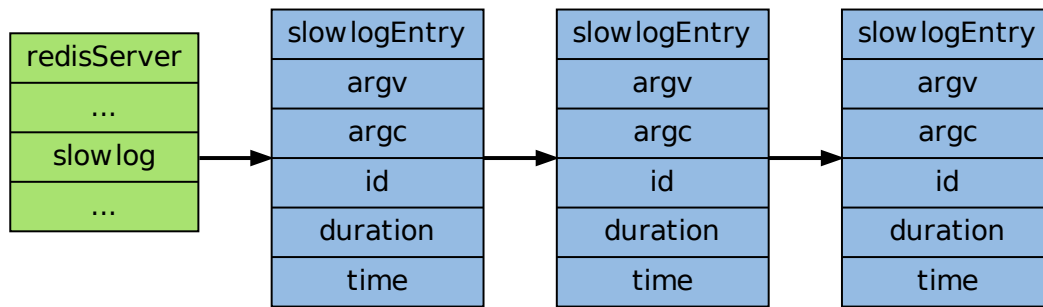 redisServer
...
slowlog
...
slowlogEntry
argv
argc
id
duration
time
slowlogEntry
argv
argc
id
duration
time
slowlogEntry
argv
argc
id
duration
time